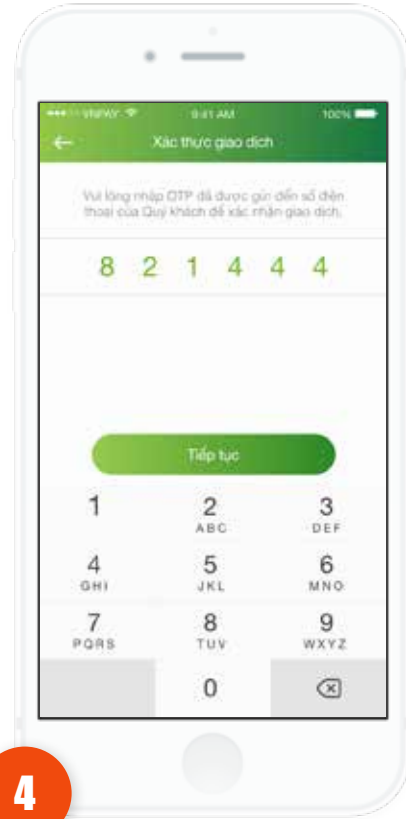 VNPAY 9:41 AM 100%
Xác thực giao dịch
Vui lòng nhập OTP đã được gửi đến số điện
thoại của Quý khách để xác nhận giao dịch.
8 2 1 4 4 4
Tiếp tục
1 2 3
ABC DEF
4 5 6
GHI JKL MNO
7 8 9
PQRS TUV WXYZ
0
4